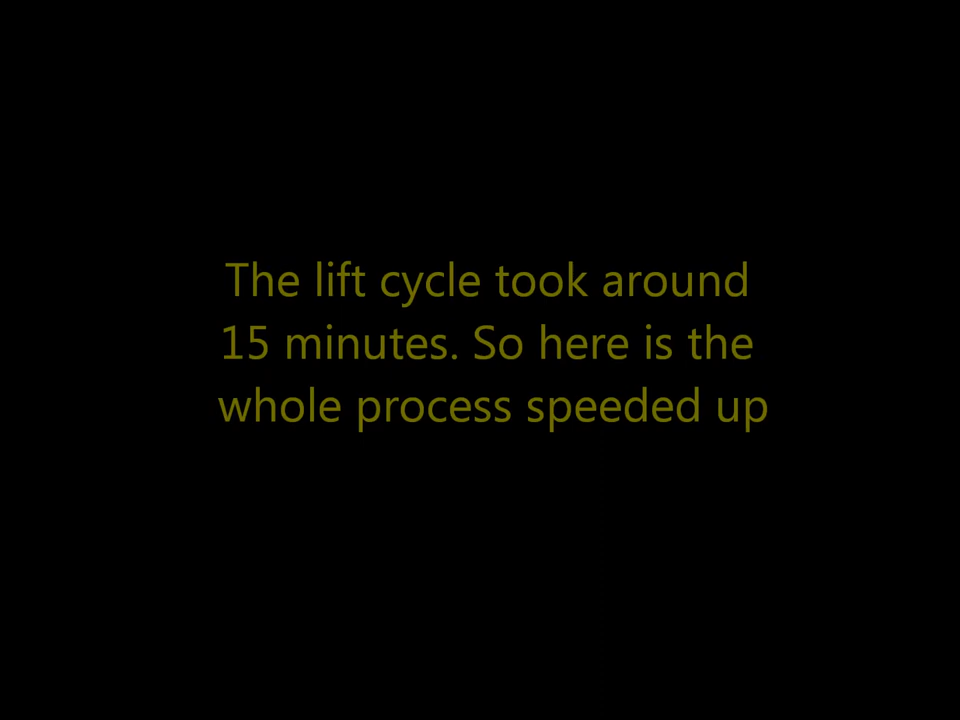 The lift cycle took around
15 minutes. So here is the
whole process speeded up